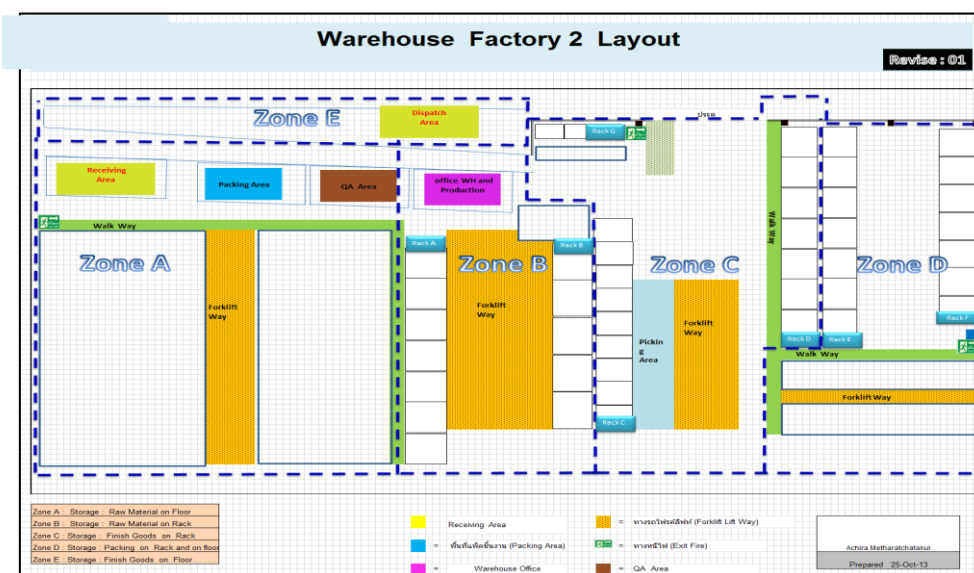 Warehouse Factory 2 Layout
Revise : 01
Zone E
Dispatch
Area
Rack G
ประตู
Receiving
Area
Packing Area
QA Area
office WH and
Production
Walk Way
Rack A
Rack B
Walk Way
Zone A
Zone B
Zone C
Zone D
Forklift
Way
Forklift
Way
Forklift
Way
Rack F
Pickin
g
Area
Rack D
Rack E
Walk Way
Forklift Way
Rack C
Zone A : Storage : Raw Material on Floor
Zone B : Storage : Raw Material on Rack
Zone C : Storage : Finish Goods on Rack
Zone D : Storage : Packing on Rack and on floor
Zone E : Storage : Finish Goods on Floor
Receiving Area
= ทางรถโฟร์คลิฟท์ (Forklift Lift Way)
= พื้นที่แพ็คชิ้นงาน (Packing Area)
= ทางหนีไฟ (Exit Fire)
= Warehouse Office
= QA Area
Achira Metharatchatakul
Prepared 25-Oct-13